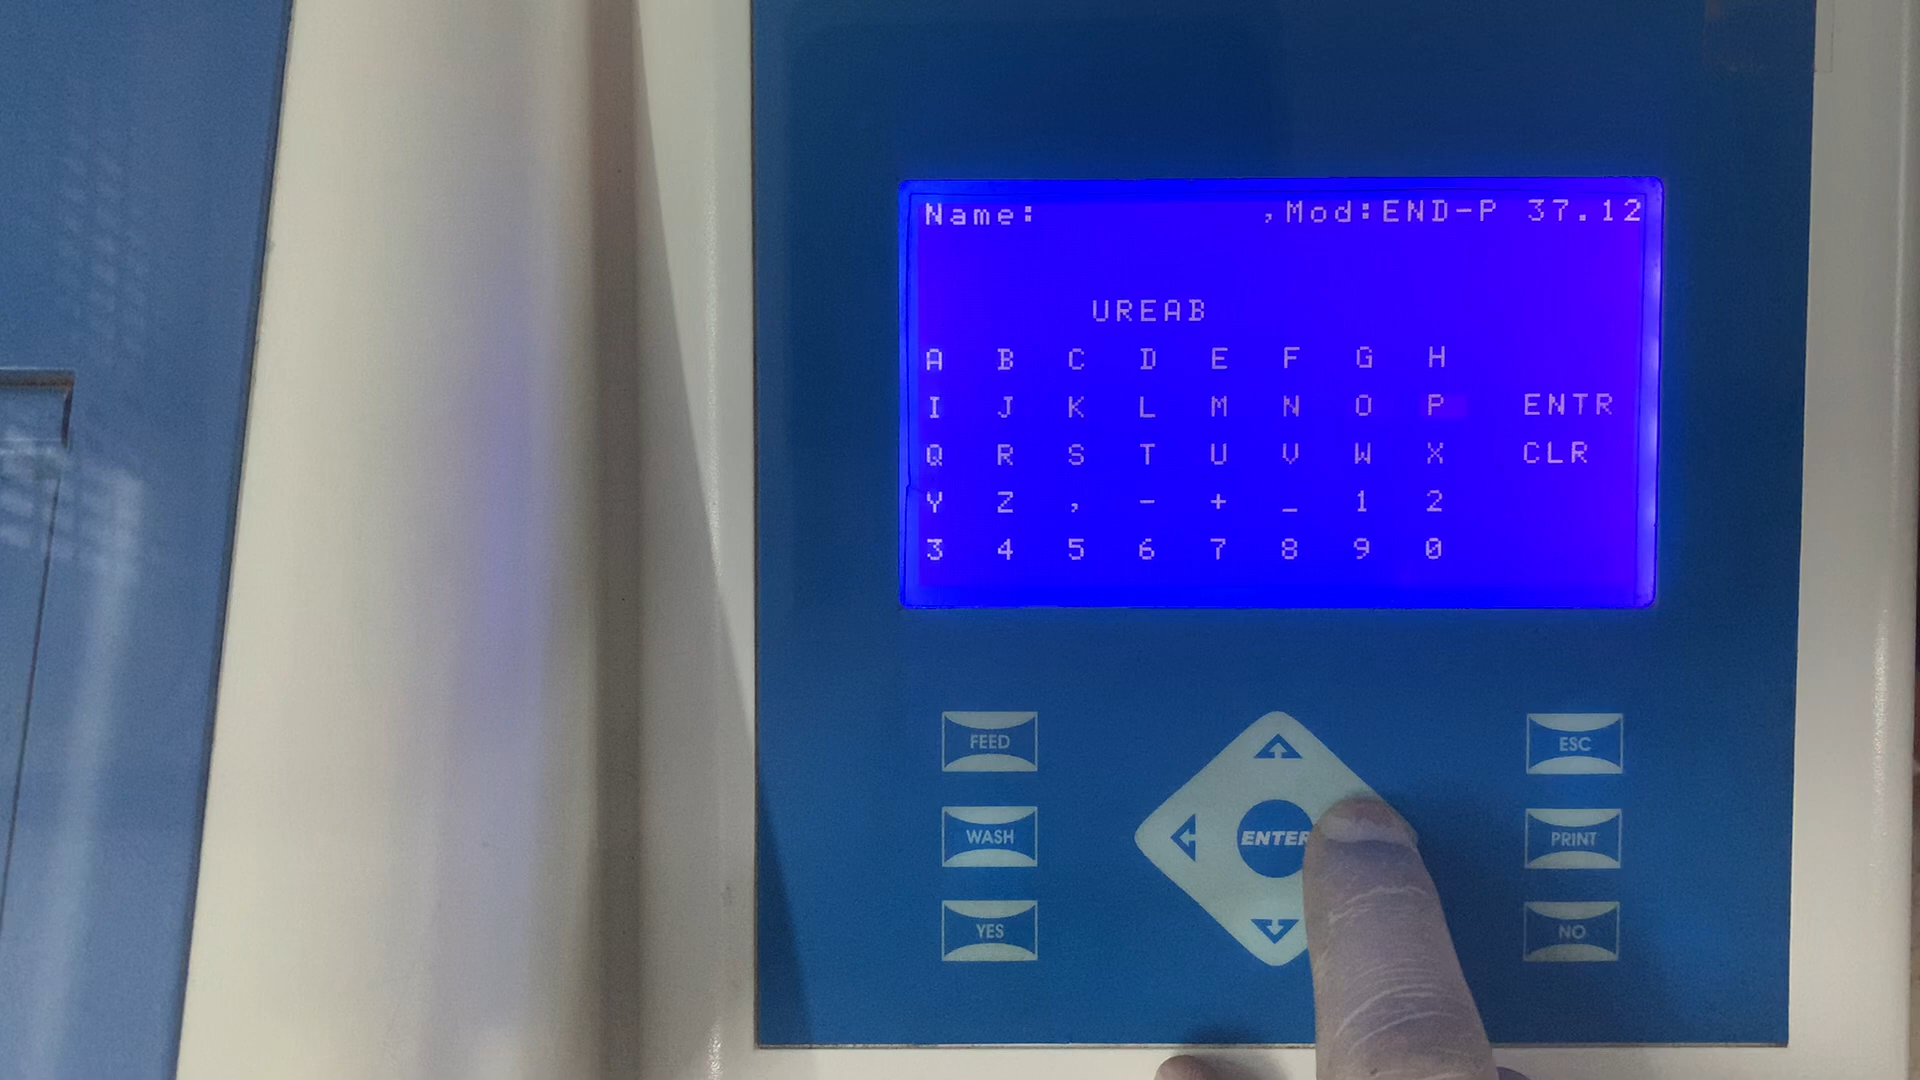 Name: ,Mod:END-P 37.12
UREAB
A B C D E F G H
I J K L M N O P ENTR
Q R S T U V W X CLR
Y Z , - + _ 1 2
3 4 5 6 7 8 9 0
FEED
ESC
WASH
ENTER
PRINT
YES
NO